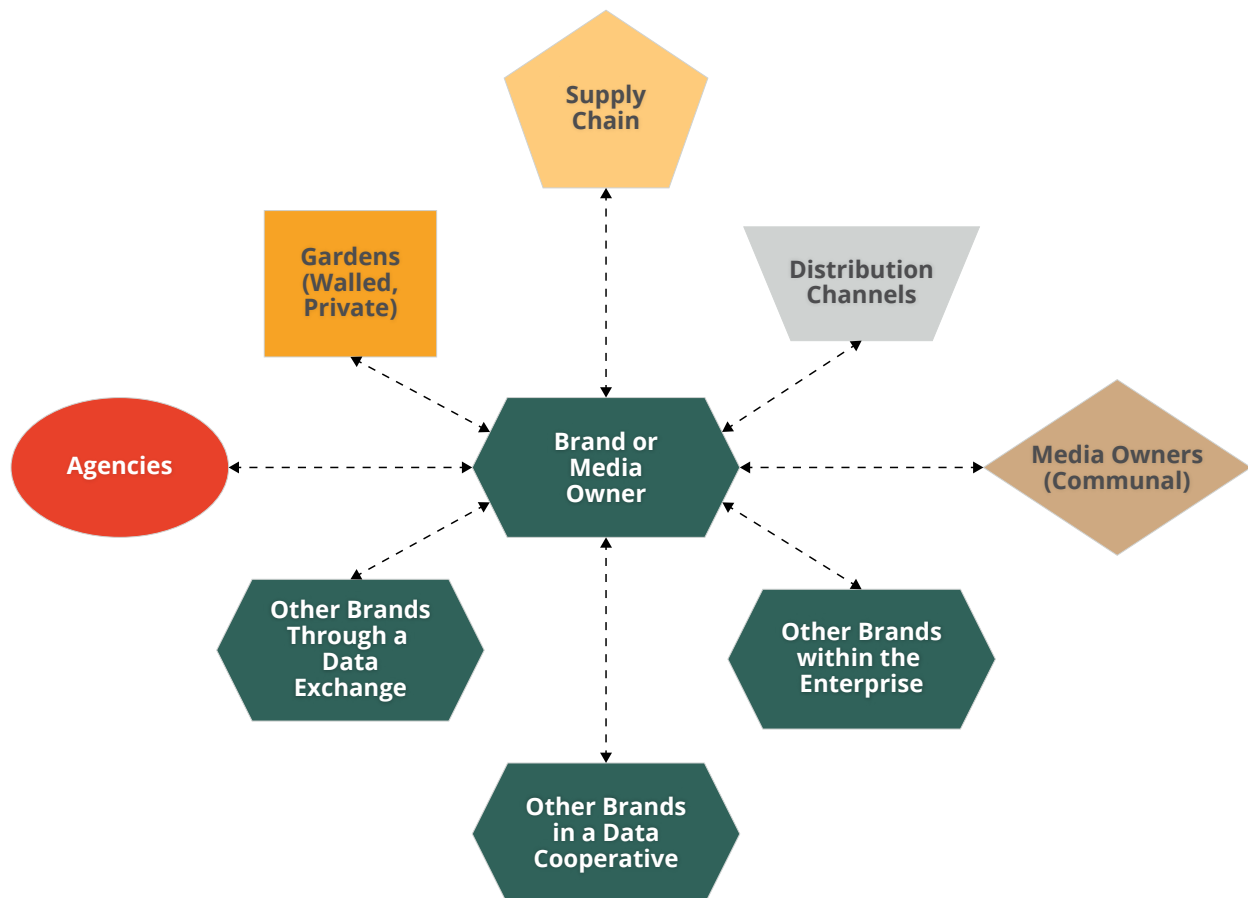 Supply
Chain
Gardens
(Walled,
Private)
Distribution
Channels
Agencies
Brand or
Media
Owner
Media Owners
(Communal)
Other Brands
Through a
Data
Exchange
Other Brands
within the
Enterprise
Other Brands
in a Data
Cooperative